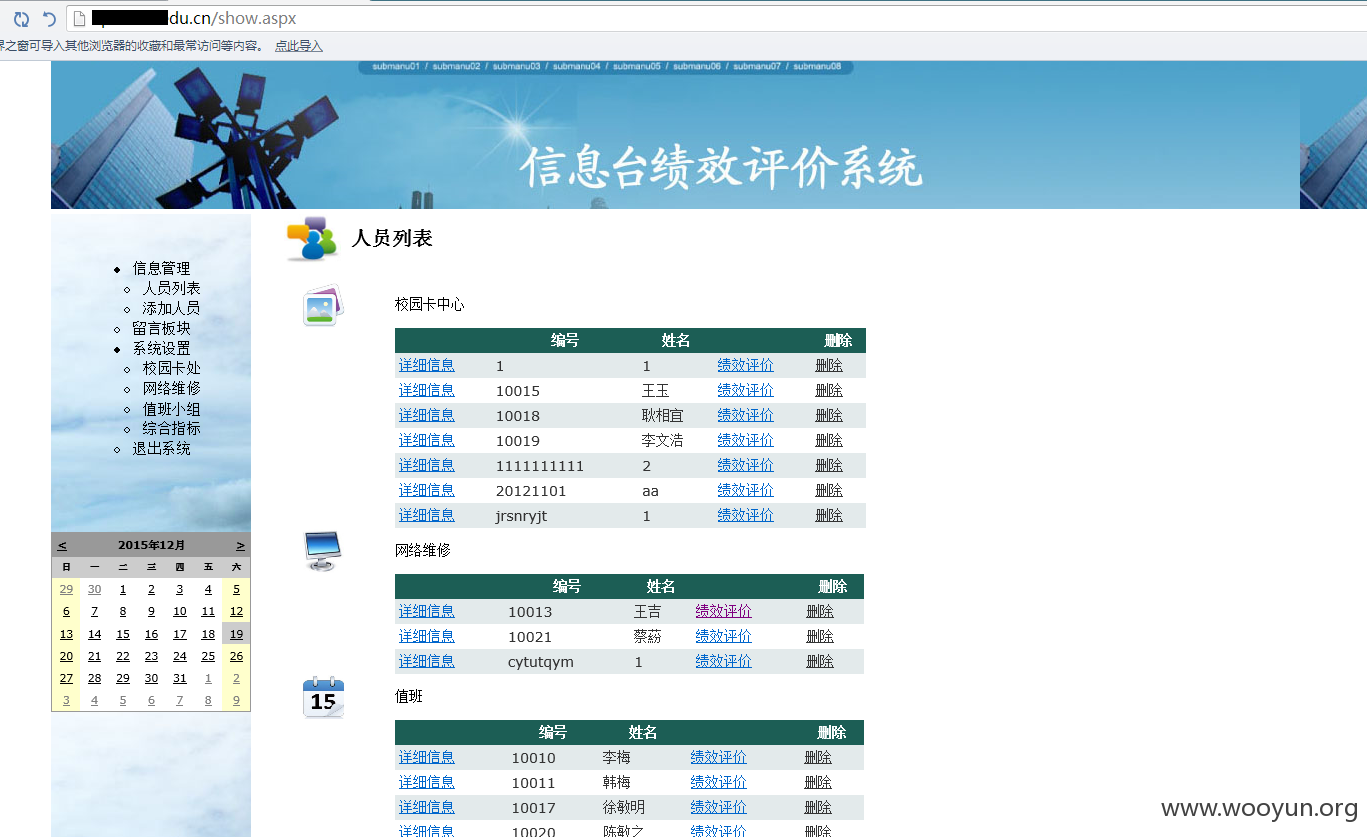 du.cn/show.aspx
界之窗可导入其他浏览器的收藏和最常访问等内容。 点此导入
submanu01 / submanu02 / submanu03 / submanu04 / submanu05 / submanu06 / submanu07 / submanu08
信息台绩效评价系统
信息管理
人员列表
添加人员
留言板块
系统设置
校园卡处
网络维修
值班小组
综合指标
退出系统
< 2015年12月 >
日 一 二 三 四 五 六
29 30 1 2 3 4 5
6 7 8 9 10 11 12
13 14 15 16 17 18 19
20 21 22 23 24 25 26
27 28 29 30 31 1 2
3 4 5 6 7 8 9
人员列表
校园卡中心
编号 姓名 删除
详细信息 1 1 绩效评价 删除
详细信息 10015 王玉 绩效评价 删除
详细信息 10018 耿相宜 绩效评价 删除
详细信息 10019 李文浩 绩效评价 删除
详细信息 1111111111 2 绩效评价 删除
详细信息 20121101 aa 绩效评价 删除
详细信息 jrsnryjt 1 绩效评价 删除
网络维修
编号 姓名 删除
详细信息 10013 王吉 绩效评价 删除
详细信息 10021 蔡荔 绩效评价 删除
详细信息 cytutqym 1 绩效评价 删除
15
值班
编号 姓名 删除
详细信息 10010 李梅 绩效评价 删除
详细信息 10011 韩梅 绩效评价 删除
详细信息 10017 徐敏明 绩效评价 删除
详细信息 10020 陈敏之 绩效评价 删除
www.wooyun.org